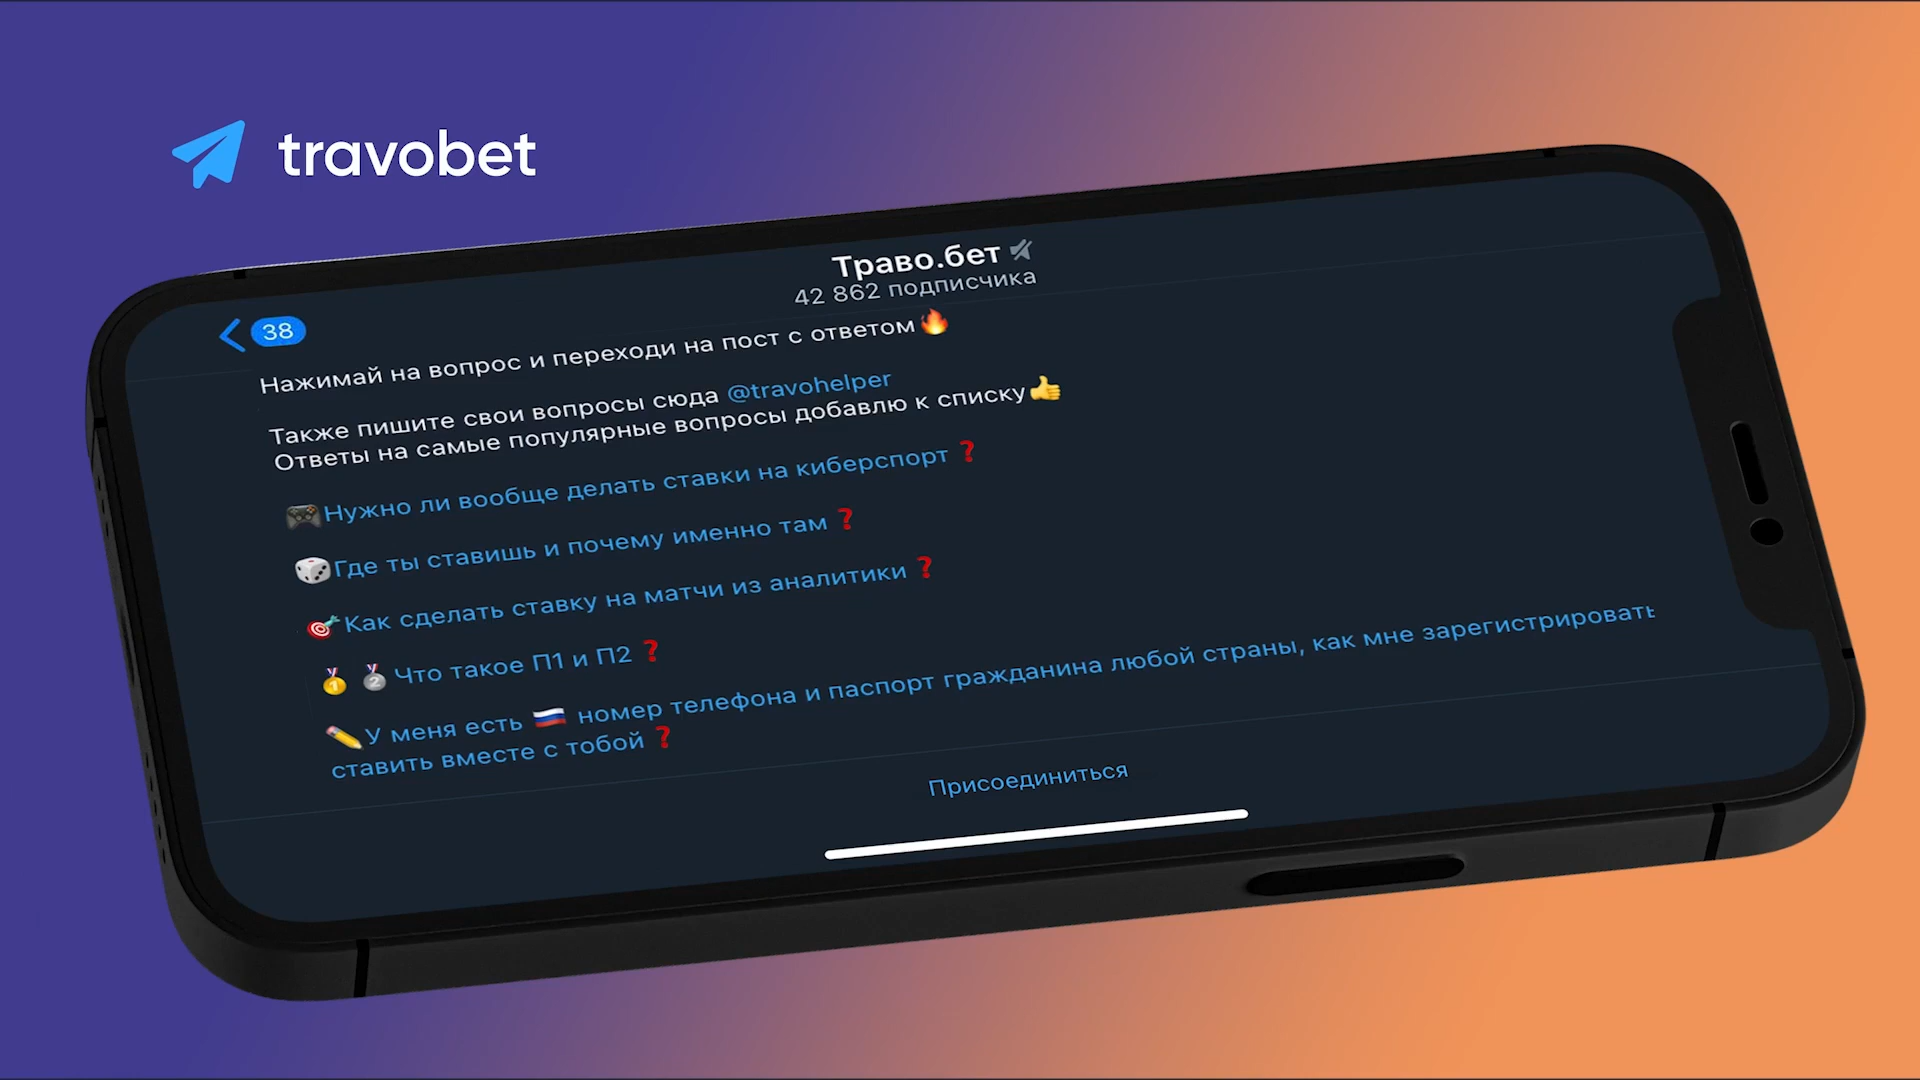 travobet
Траво.бет
42 862 подписчика
38
Нажимай на вопрос и переходи на пост с ответом🔥
Также пишите свои вопросы сюда @travohelper
Ответы на самые популярные вопросы добавлю к списку👍
🎮Нужно ли вообще делать ставки на киберспорт❓
🎲Где ты ставишь и почему именно там❓
🎯Как сделать ставку на матчи из аналитики❓
🥇🥈Что такое П1 и П2❓
✏️У меня есть 🇷🇺 номер телефона и паспорт гражданина любой страны, как мне зарегистрировать
ставить вместе с тобой❓
Присоединиться